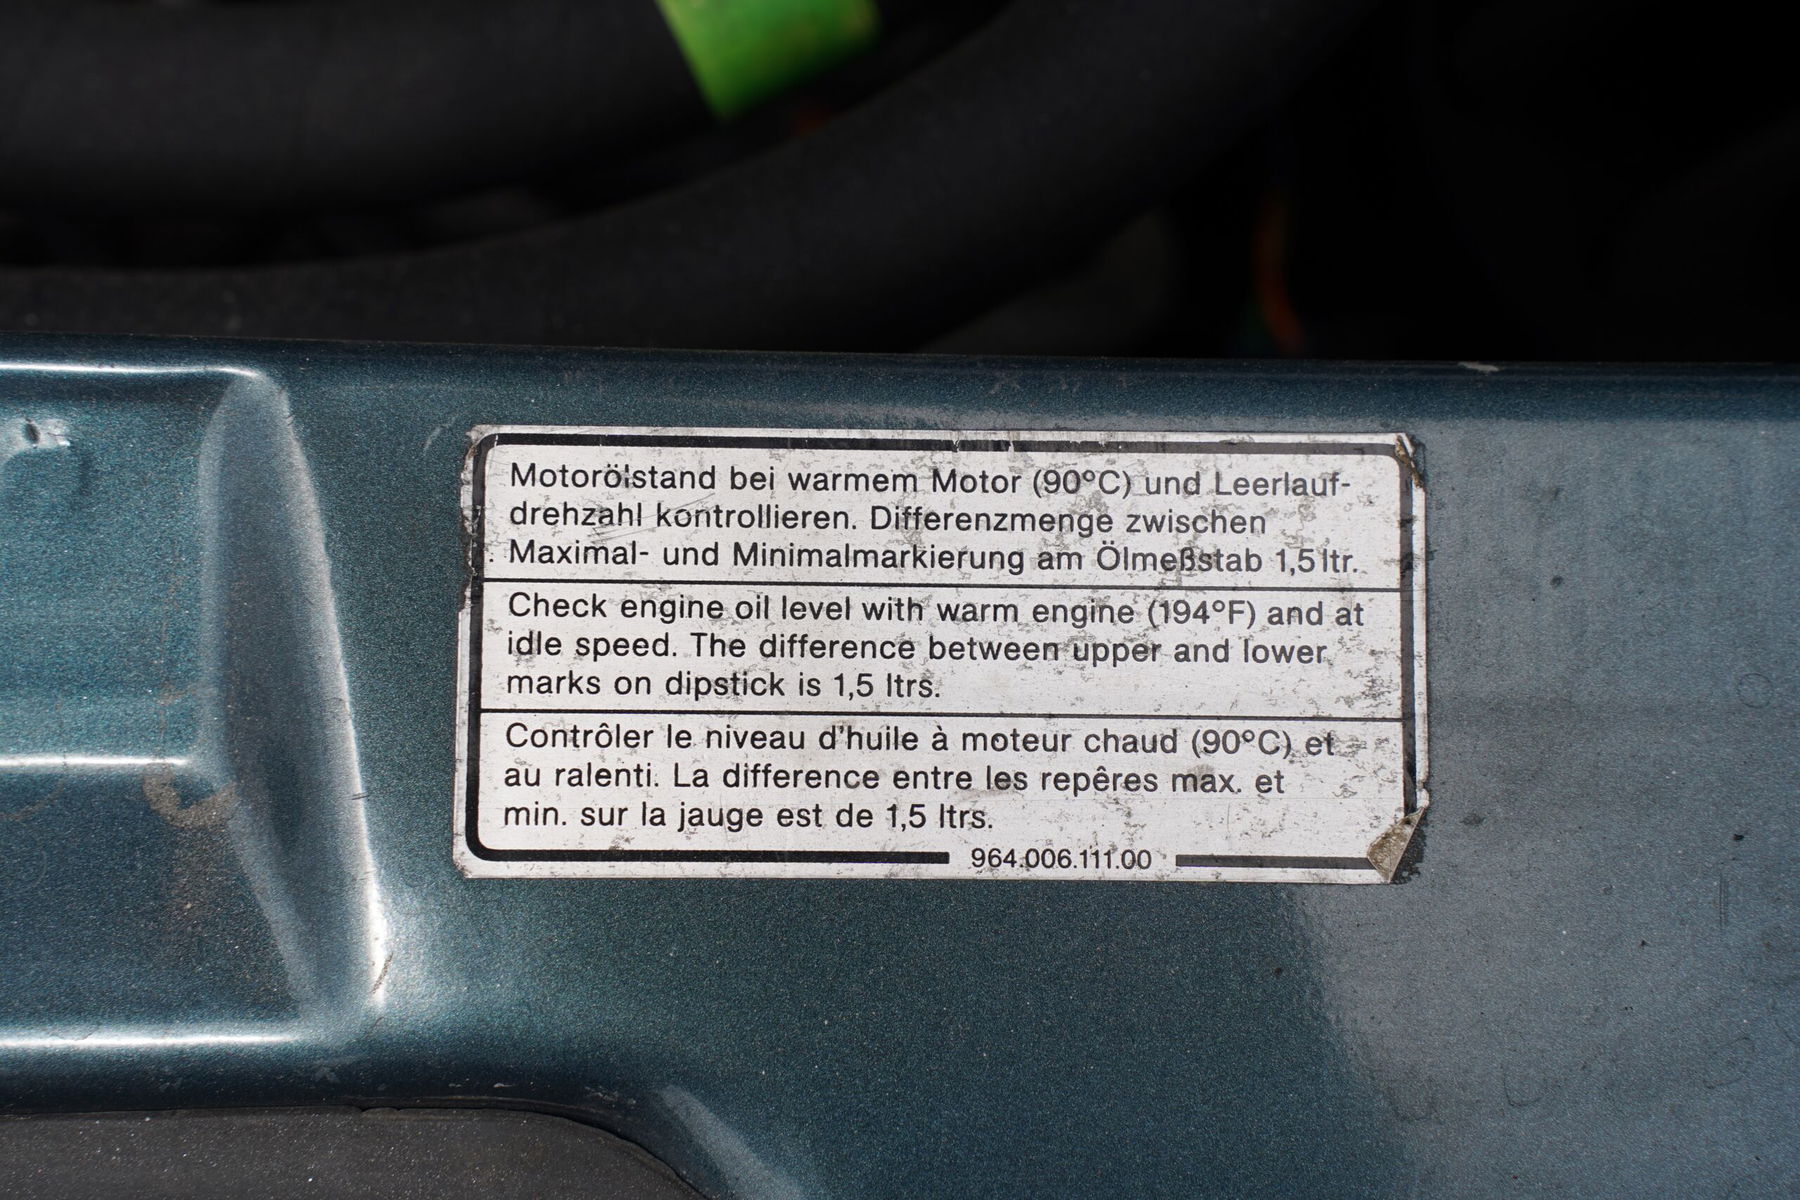 Motorölstand bei warmem Motor (90°C) und Leerlauf-
drehzahl kontrollieren. Differenzmenge zwischen
Maximal- und Minimalmarkierung am Ölmeßstab 1,5 ltr.
Check engine oil level with warm engine (194°F) and at
idle speed. The difference between upper and lower
marks on dipstick is 1,5 ltrs.
Contrôler le niveau d'huile à moteur chaud (90°C) et
au ralenti. La difference entre les repêres max. et
min. sur la jauge est de 1,5 ltrs.
964.006.111.00